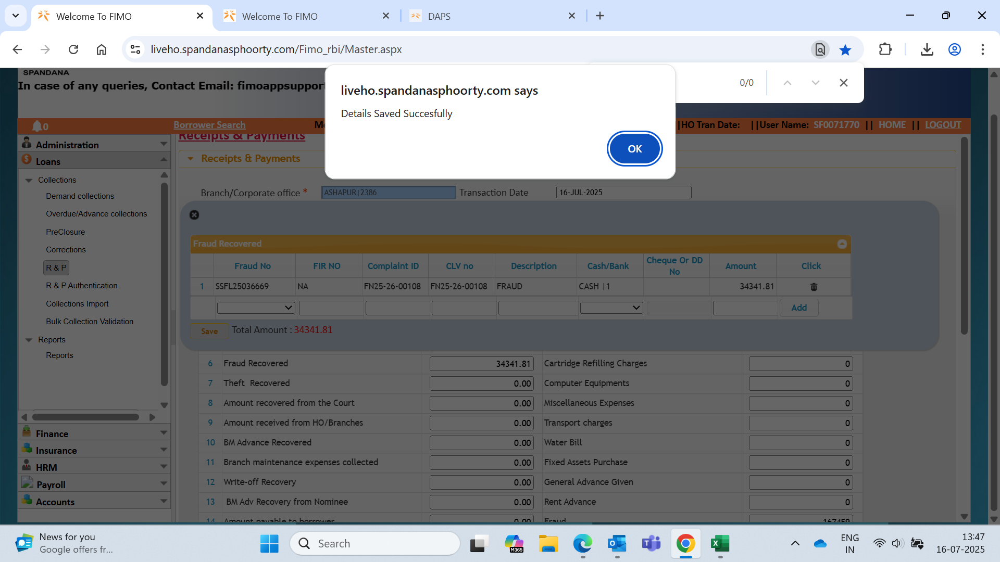 Welcome To FIMO
Welcome To FIMO
DAPS
liveho.spandanasphoorty.com/Fimo_rbi/Master.aspx
SPANDANA
In case of any queries, Contact Email: fimoappsupport
0/0
liveho.spandanasphoorty.com says
Details Saved Succesfully
OK
0
Borrower Search
HO Tran Date: ||User Name: SF0071770 || HOME || LOGOUT
Administration
Loans
Collections
Demand collections
Overdue/Advance collections
PreClosure
Corrections
R & P
R & P Authentication
Collections Import
Bulk Collection Validation
Reports
Reports
Finance
Insurance
HRM
Payroll
Accounts
Receipts & Payments
Receipts & Payments
Branch/Corporate office * ASHAPUR|2386 Transaction Date 16-JUL-2025
Fraud Recovered
Fraud No FIR NO Complaint ID CLV no Description Cash/Bank Cheque Or DD No Amount Click
1 SSFL25036669 NA FN25-26-00108 FN25-26-00108 FRAUD CASH |1 34341.81
Add
Save Total Amount : 34341.81
6 Fraud Recovered 34341.81 Cartridge Refilling Charges 0
7 Theft Recovered 0.00 Computer Equipments 0
8 Amount recovered from the Court 0.00 Miscellaneous Expenses 0
9 Amount received from HO/Branches 0.00 Transport charges 0
10 BM Advance Recovered 0.00 Water Bill 0
11 Branch maintenance expenses collected 0.00 Fixed Assets Purchase 0
12 Write-off Recovery 0.00 General Advance Given 0
13 BM Adv Recovery from Nominee 0.00 Rent Advance 0
14 Amount payable to borrower 0.00 Fraud 167459
News for you
Google offers fr...
Search
M365
ENG
IN
13:47
16-07-2025